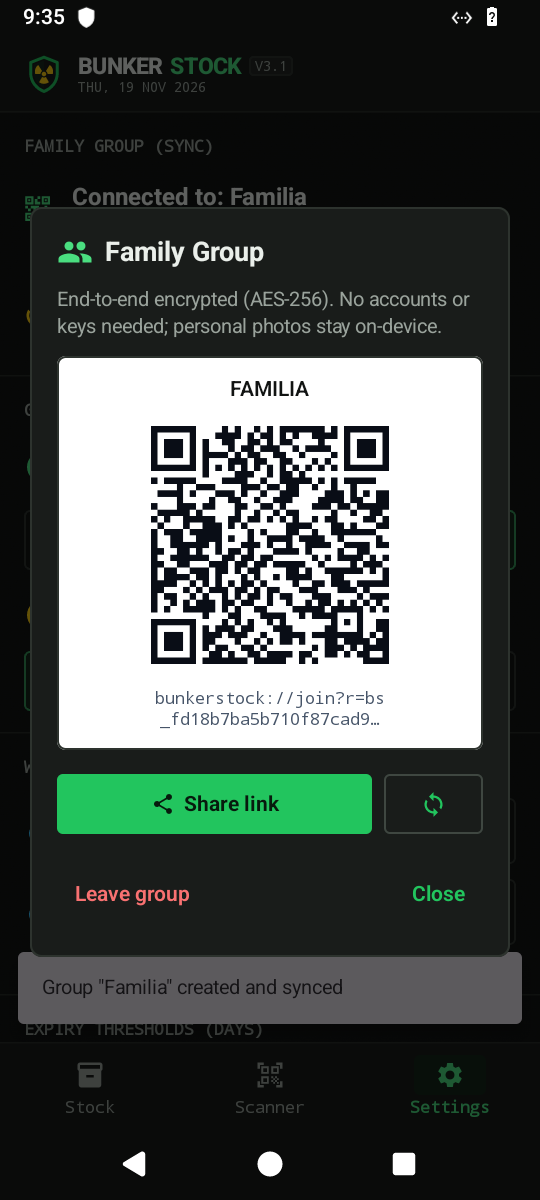 9:35
BUNKER STOCK V3.1
THU, 19 NOV 2026
FAMILY GROUP (SYNC)
Connected to: Familia
Family Group
End-to-end encrypted (AES-256). No accounts or
keys needed; personal photos stay on-device.
FAMILIA
bunkerstock://join?r=bs
_fd18b7ba5b710f87cad9…
Share link
Leave group
Close
Group "Familia" created and synced
EXPIRY THRESHOLDS (DAYS)
Stock
Scanner
Settings